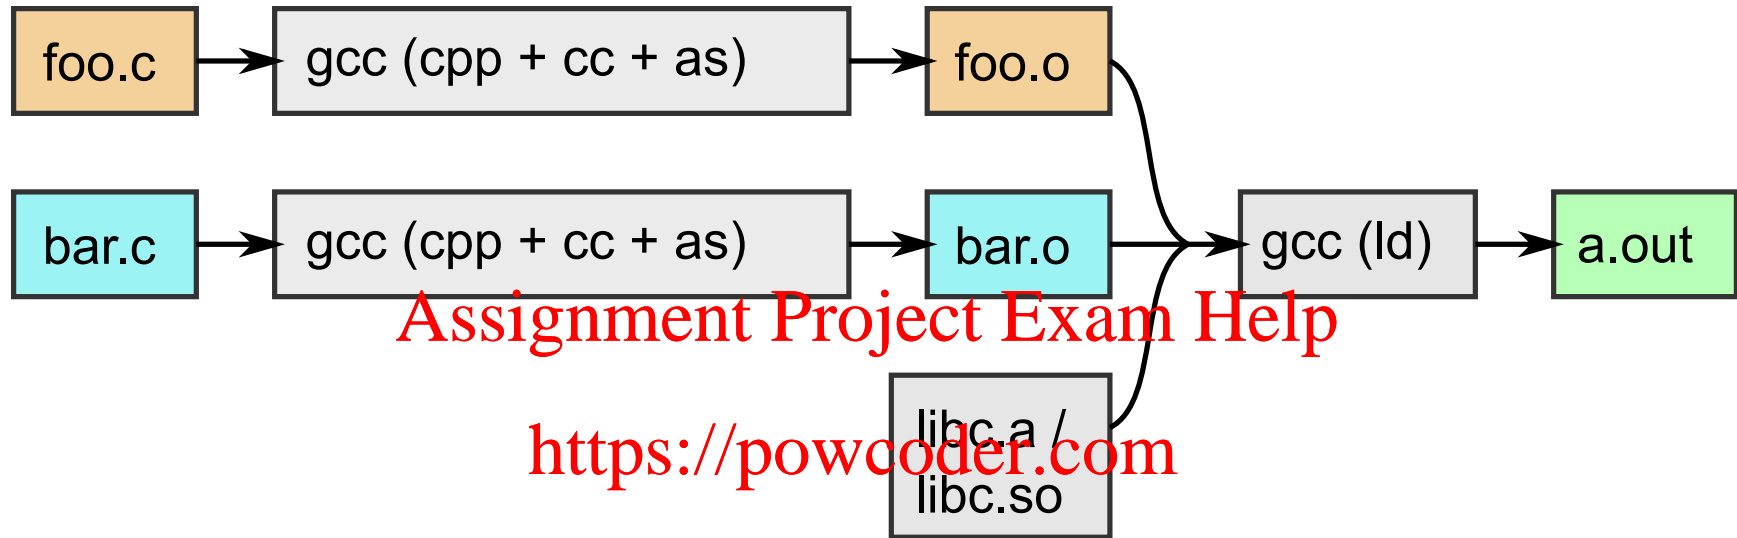 foo.c
gcc (cpp + cc + as)
foo.o
bar.c
gcc (cpp + cc + as)
bar.o
gcc (ld)
a.out
Assignment Project Exam Help
libc.a /
https://powcoder.com
libc.so